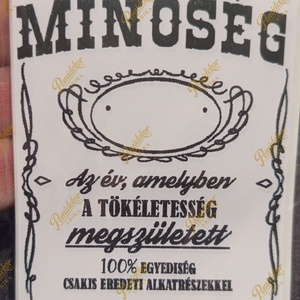 MINŐSÉG
Az év, amelyben
A TÖKÉLETESSÉG
megszületett
100% EGYEDISÉG
CSAKIS EREDETI ALKATRÉSZEKKEL